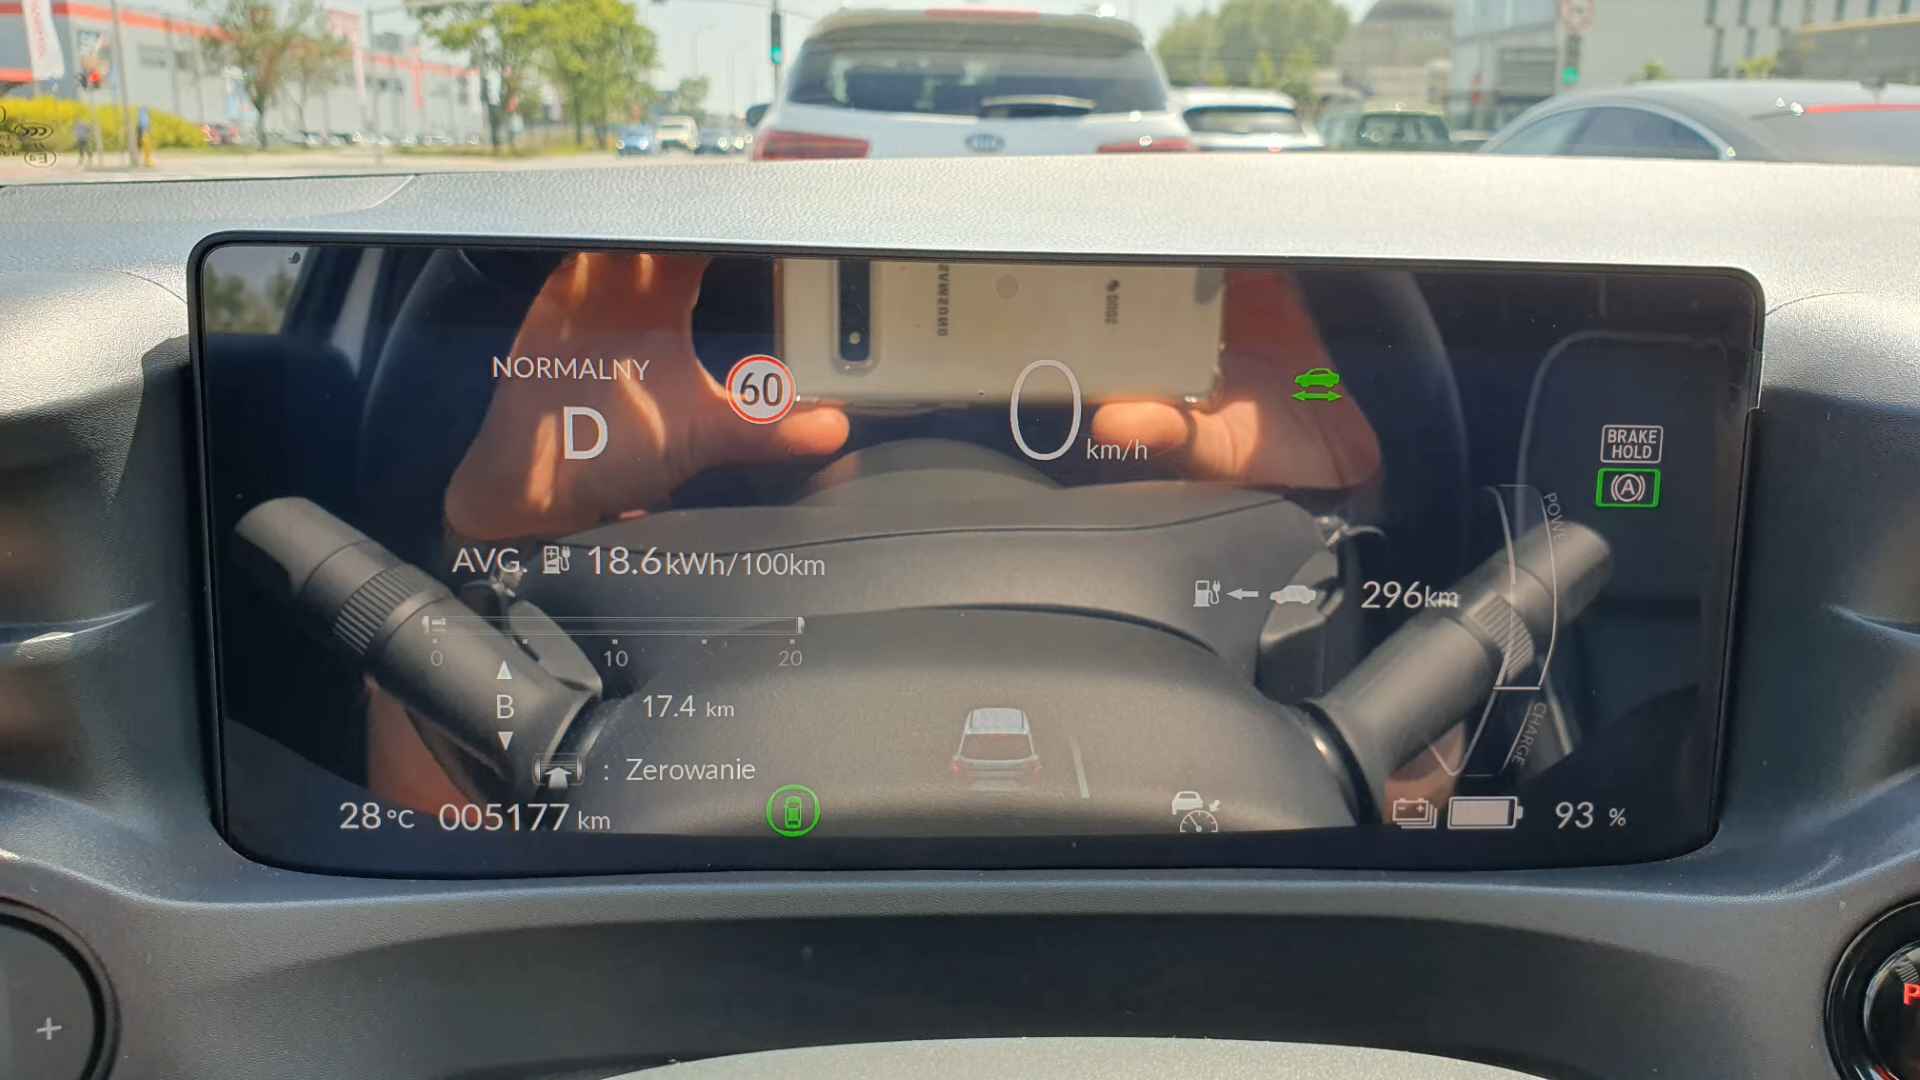 NORMALNY
D
60
0 km/h
SAMSUNG
BRAKE
HOLD
(A)
POWER
AVG. 18.6kWh/100km
296km
0 10 20
B 17.4 km
CHARGE
: Zerowanie
28°C 005177 km
93 %
+
P